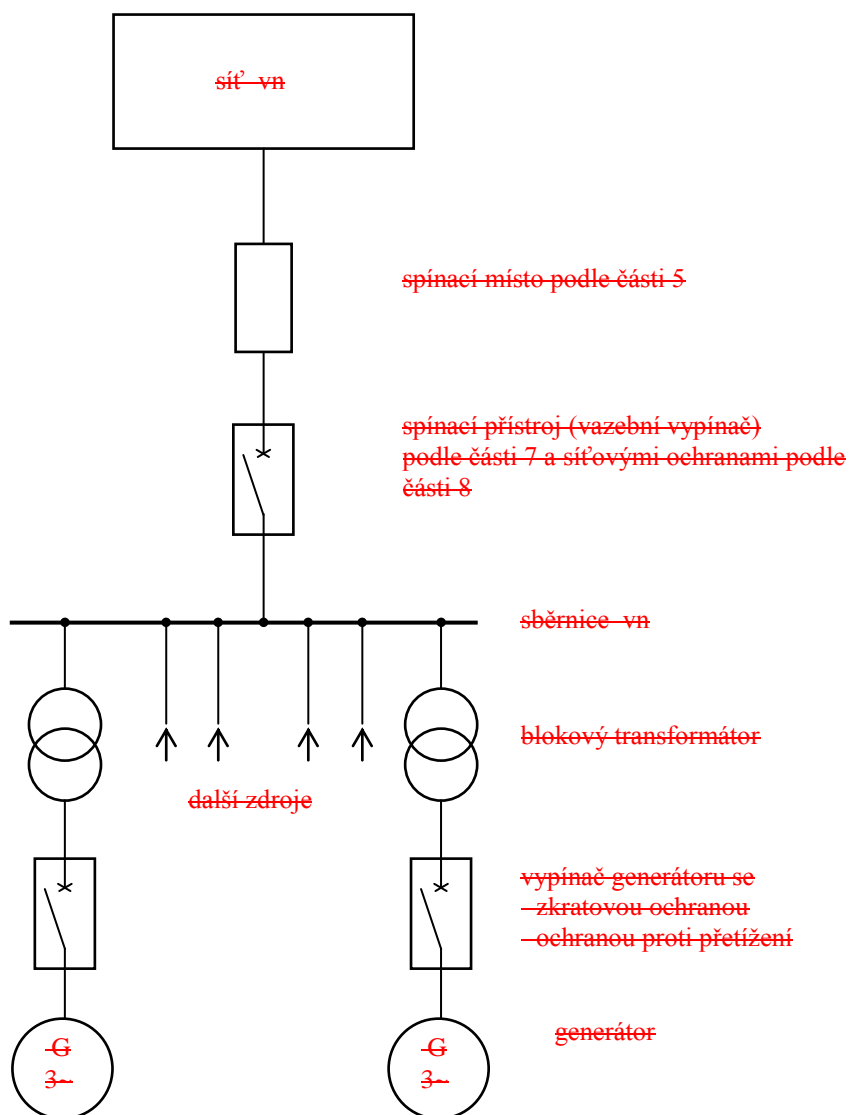 síť vn
spínací místo podle části 5
spínací přístroj (vazební vypínač)
podle části 7 a síťovými ochranami podle
části 8
sběrnice vn
blokový transformátor
další zdroje
vypínač generátoru se
- zkratovou ochranou
- ochranou proti přetížení
generátor
G
3~
G
3~